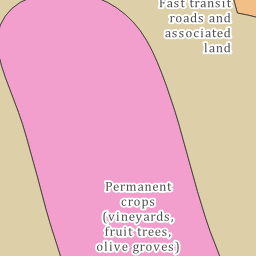 Fast transit
roads and
associated
land
Permanent
crops
(vineyards,
fruit trees,
olive groves)